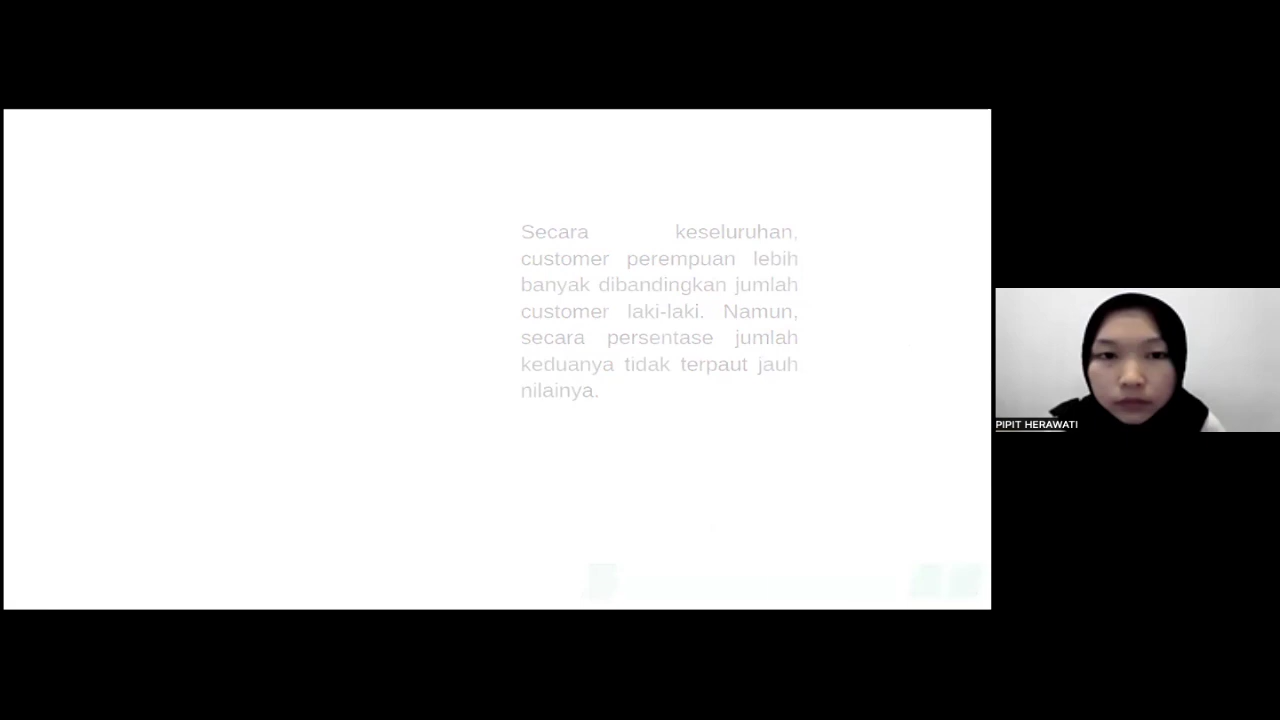 Secara keseluruhan,
customer perempuan lebih
banyak dibandingkan jumlah
customer laki-laki. Namun,
secara persentase jumlah
keduanya tidak terpaut jauh
nilainya.
PIPIT HERAWATI